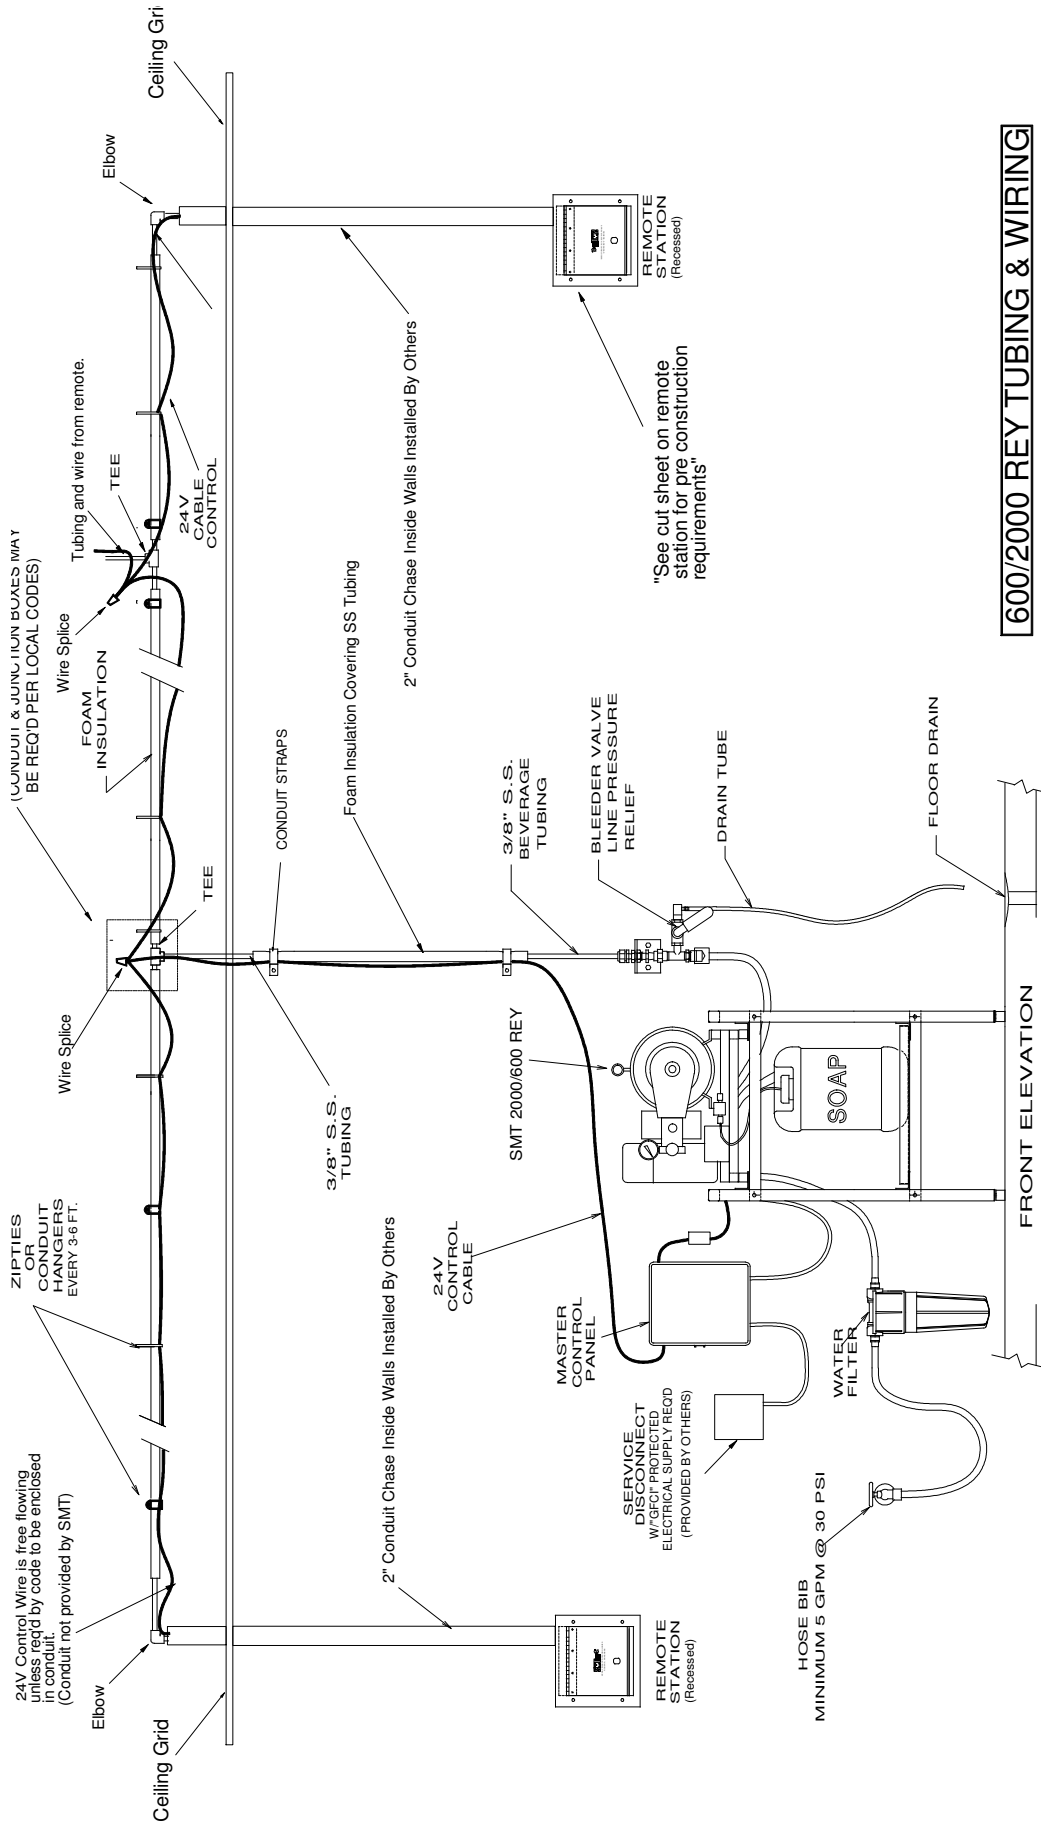 24V Control Wire is free flowing
unless req'd by code to be enclosed
in conduit.
(Conduit not provided by SMT)
Elbow
Ceiling Grid
ZIPTIES
OR
CONDUIT
HANGERS
EVERY 3-6 FT.
Wire Splice
(CONDUIT & JUNCTION BOXES MAY
BE REQ'D PER LOCAL CODES)
TEE
FOAM
INSULATION
Wire Splice
Tubing and wire from remote.
TEE
24V
CABLE
CONTROL
Elbow
Ceiling Gri
3/8" S.S.
TUBING
CONDUIT STRAPS
Foam Insulation Covering SS Tubing
2" Conduit Chase Inside Walls Installed By Others
2" Conduit Chase Inside Walls Installed By Others
24V
CONTROL
CABLE
SMT 2000/600 REY
3/8" S.S.
BEVERAGE
TUBING
BLEEDER VALVE
LINE PRESSURE
RELIEF
DRAIN TUBE
FLOOR DRAIN
REMOTE
STATION
(Recessed)
"See cut sheet on remote
station for pre construction
requirements"
REMOTE
STATION
(Recessed)
MASTER
CONTROL
PANEL
SERVICE
DISCONNECT
W/"GFCI" PROTECTED
ELECTRICAL SUPPLY REQ'D
(PROVIDED BY OTHERS)
SOAP
WATER
FILTER
HOSE BIB
MINIMUM 5 GPM @ 30 PSI
FRONT ELEVATION
600/2000 REY TUBING & WIRING